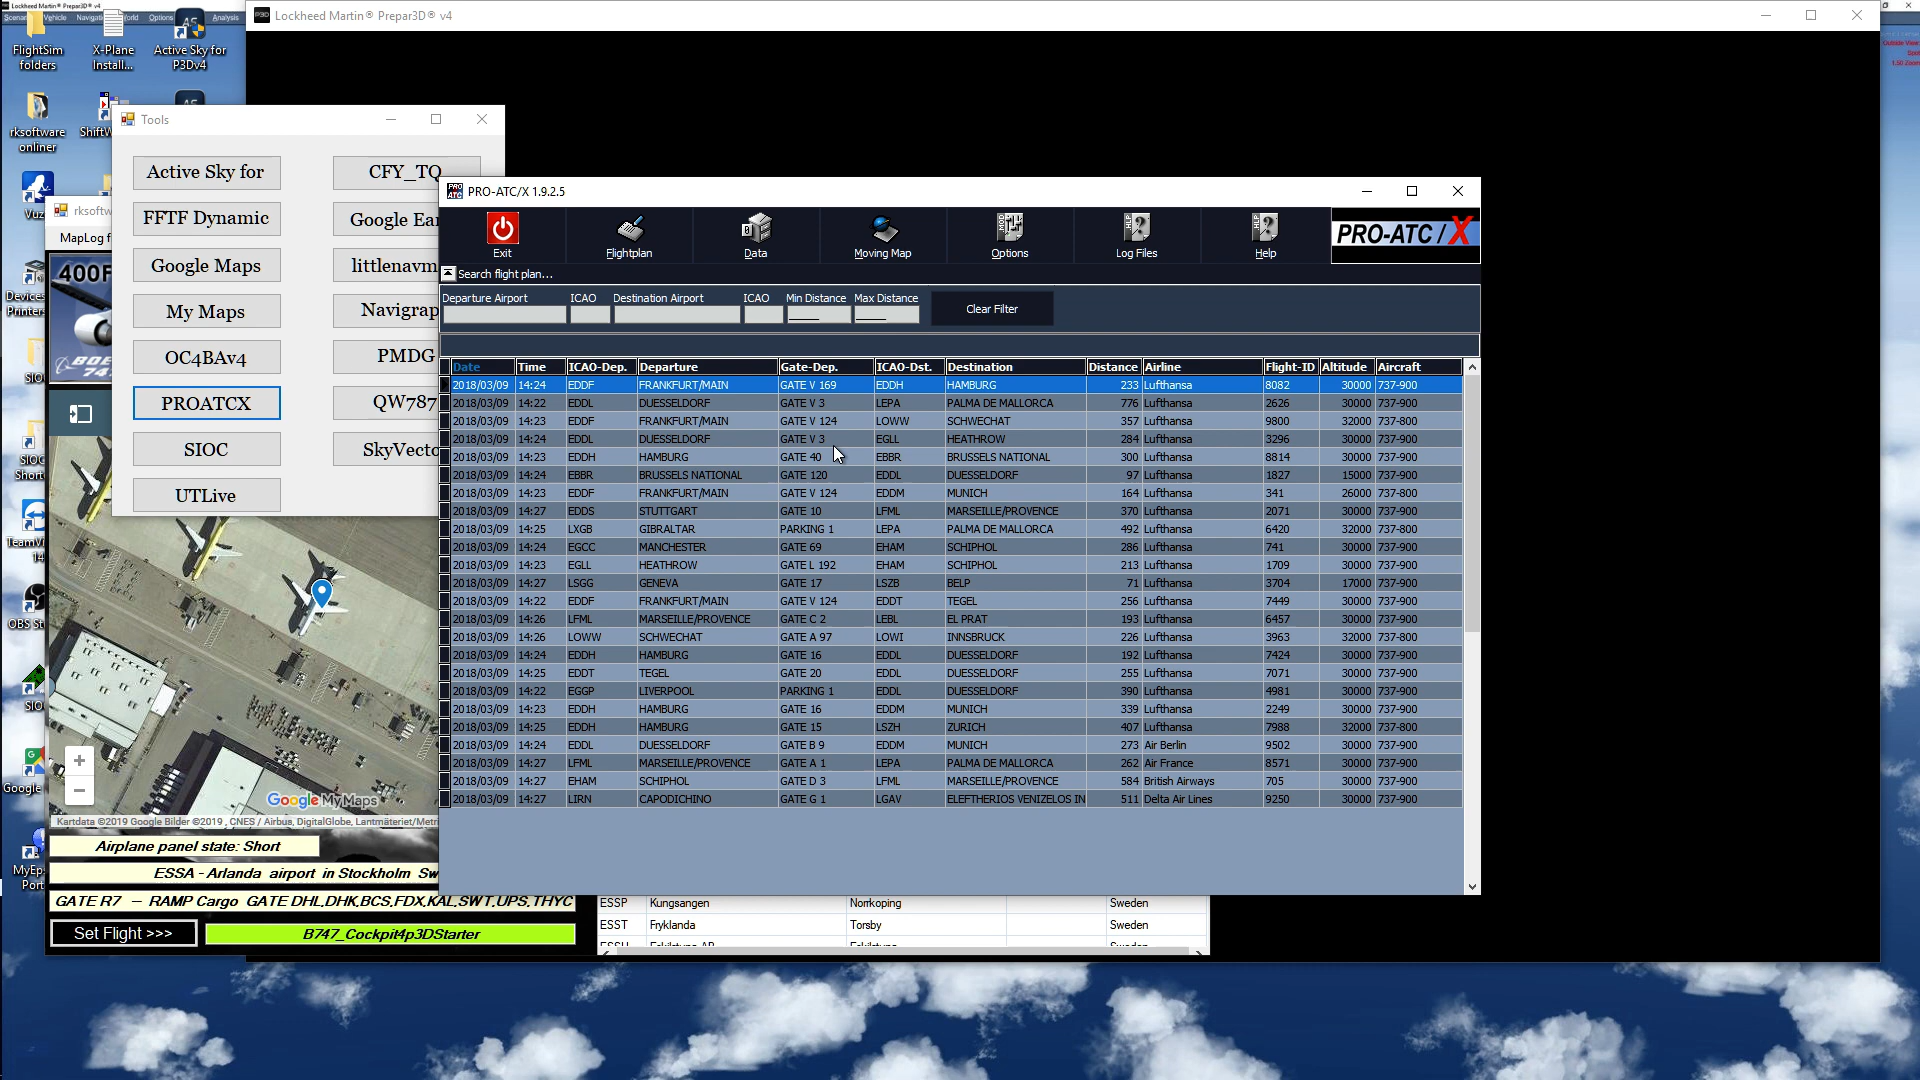 Lockheed Martin® Prepar3D® v4
Scenario Vehicle Navigation World Options Analysis
Lockheed Martin® Prepar3D® v4
FlightSim folders
X-Plane Install...
Active Sky for P3Dv4
rksoftware onliner
Tools
Active Sky for
CFY_TQ
FFTF Dynamic
Google Maps
littlenavm
My Maps
Navigrap
OC4BAv4
PMDG
PROATCX
QW787
SIOC
SkyVecto
UTLive
MapLog f
400F
PRO-ATC/X 1.9.2.5
Exit
Flightplan
Data
Moving Map
Options
Log Files
Help
PRO-ATC/X
Search flight plan...
Departure Airport ICAO Destination Airport ICAO Min Distance Max Distance
Clear Filter
Date Time ICAO-Dep. Departure Gate-Dep. ICAO-Dst. Destination Distance Airline Flight-ID Altitude Aircraft
2018/03/09 14:24 EDDF FRANKFURT/MAIN GATE V 169 EDDH HAMBURG 233 Lufthansa 8082 30000 737-900
2018/03/09 14:22 EDDL DUESSELDORF GATE V 3 LEPA PALMA DE MALLORCA 776 Lufthansa 2626 30000 737-900
2018/03/09 14:23 EDDF FRANKFURT/MAIN GATE V 124 LOWW SCHWECHAT 357 Lufthansa 9800 32000 737-800
2018/03/09 14:24 EDDL DUESSELDORF GATE V 3 EGLL HEATHROW 284 Lufthansa 3296 30000 737-900
2018/03/09 14:23 EDDH HAMBURG GATE 40 EBBR BRUSSELS NATIONAL 300 Lufthansa 8814 30000 737-900
2018/03/09 14:24 EBBR BRUSSELS NATIONAL GATE 120 EDDL DUESSELDORF 97 Lufthansa 1827 15000 737-900
2018/03/09 14:23 EDDF FRANKFURT/MAIN GATE V 124 EDDM MUNICH 164 Lufthansa 341 26000 737-800
2018/03/09 14:27 EDDS STUTTGART GATE 10 LFML MARSEILLE/PROVENCE 370 Lufthansa 2071 30000 737-900
2018/03/09 14:25 LXGB GIBRALTAR PARKING 1 LEPA PALMA DE MALLORCA 492 Lufthansa 6420 32000 737-800
2018/03/09 14:24 EGCC MANCHESTER GATE 69 EHAM SCHIPHOL 286 Lufthansa 741 30000 737-900
2018/03/09 14:23 EGLL HEATHROW GATE L 192 EHAM SCHIPHOL 213 Lufthansa 1709 30000 737-900
2018/03/09 14:27 LSGG GENEVA GATE 17 LSZB BELP 71 Lufthansa 3704 17000 737-900
2018/03/09 14:22 EDDF FRANKFURT/MAIN GATE V 124 EDDT TEGEL 256 Lufthansa 7449 30000 737-900
2018/03/09 14:26 LFML MARSEILLE/PROVENCE GATE C 2 LEBL EL PRAT 193 Lufthansa 6457 30000 737-900
2018/03/09 14:26 LOWW SCHWECHAT GATE A 97 LOWI INNSBRUCK 226 Lufthansa 3963 32000 737-800
2018/03/09 14:24 EDDH HAMBURG GATE 16 EDDL DUESSELDORF 192 Lufthansa 7424 30000 737-900
2018/03/09 14:25 EDDT TEGEL GATE 20 EDDL DUESSELDORF 255 Lufthansa 7071 30000 737-900
2018/03/09 14:22 EGGP LIVERPOOL PARKING 1 EDDL DUESSELDORF 390 Lufthansa 4981 30000 737-900
2018/03/09 14:23 EDDH HAMBURG GATE 16 EDDM MUNICH 339 Lufthansa 2249 30000 737-900
2018/03/09 14:25 EDDH HAMBURG GATE 15 LSZH ZURICH 407 Lufthansa 7988 32000 737-800
2018/03/09 14:24 EDDL DUESSELDORF GATE B 9 EDDM MUNICH 273 Air Berlin 9502 30000 737-900
2018/03/09 14:27 LFML MARSEILLE/PROVENCE GATE A 1 LEPA PALMA DE MALLORCA 262 Air France 8571 30000 737-900
2018/03/09 14:27 EHAM SCHIPHOL GATE D 3 LFML MARSEILLE/PROVENCE 584 British Airways 705 30000 737-900
2018/03/09 14:27 LIRN CAPODICHINO GATE G 1 LGAV ELEFTHERIOS VENIZELOS IN 511 Delta Air Lines 9250 30000 737-900
Google My Maps
Kartdata ©2019 Google Bilder ©2019 , CNES / Airbus, DigitalGlobe, Lantmäteriet/Metri
Airplane panel state: Short
ESSA - Arlanda airport in Stockholm Sw
GATE R7 – RAMP Cargo GATE DHL,DHK,BCS,FDX,KAL,SWT,UPS,THYC
Set Flight >>>
B747_Cockpit4p3DStarter
ESSP Kungsangen Norrkoping Sweden
ESST Fryklanda Torsby Sweden